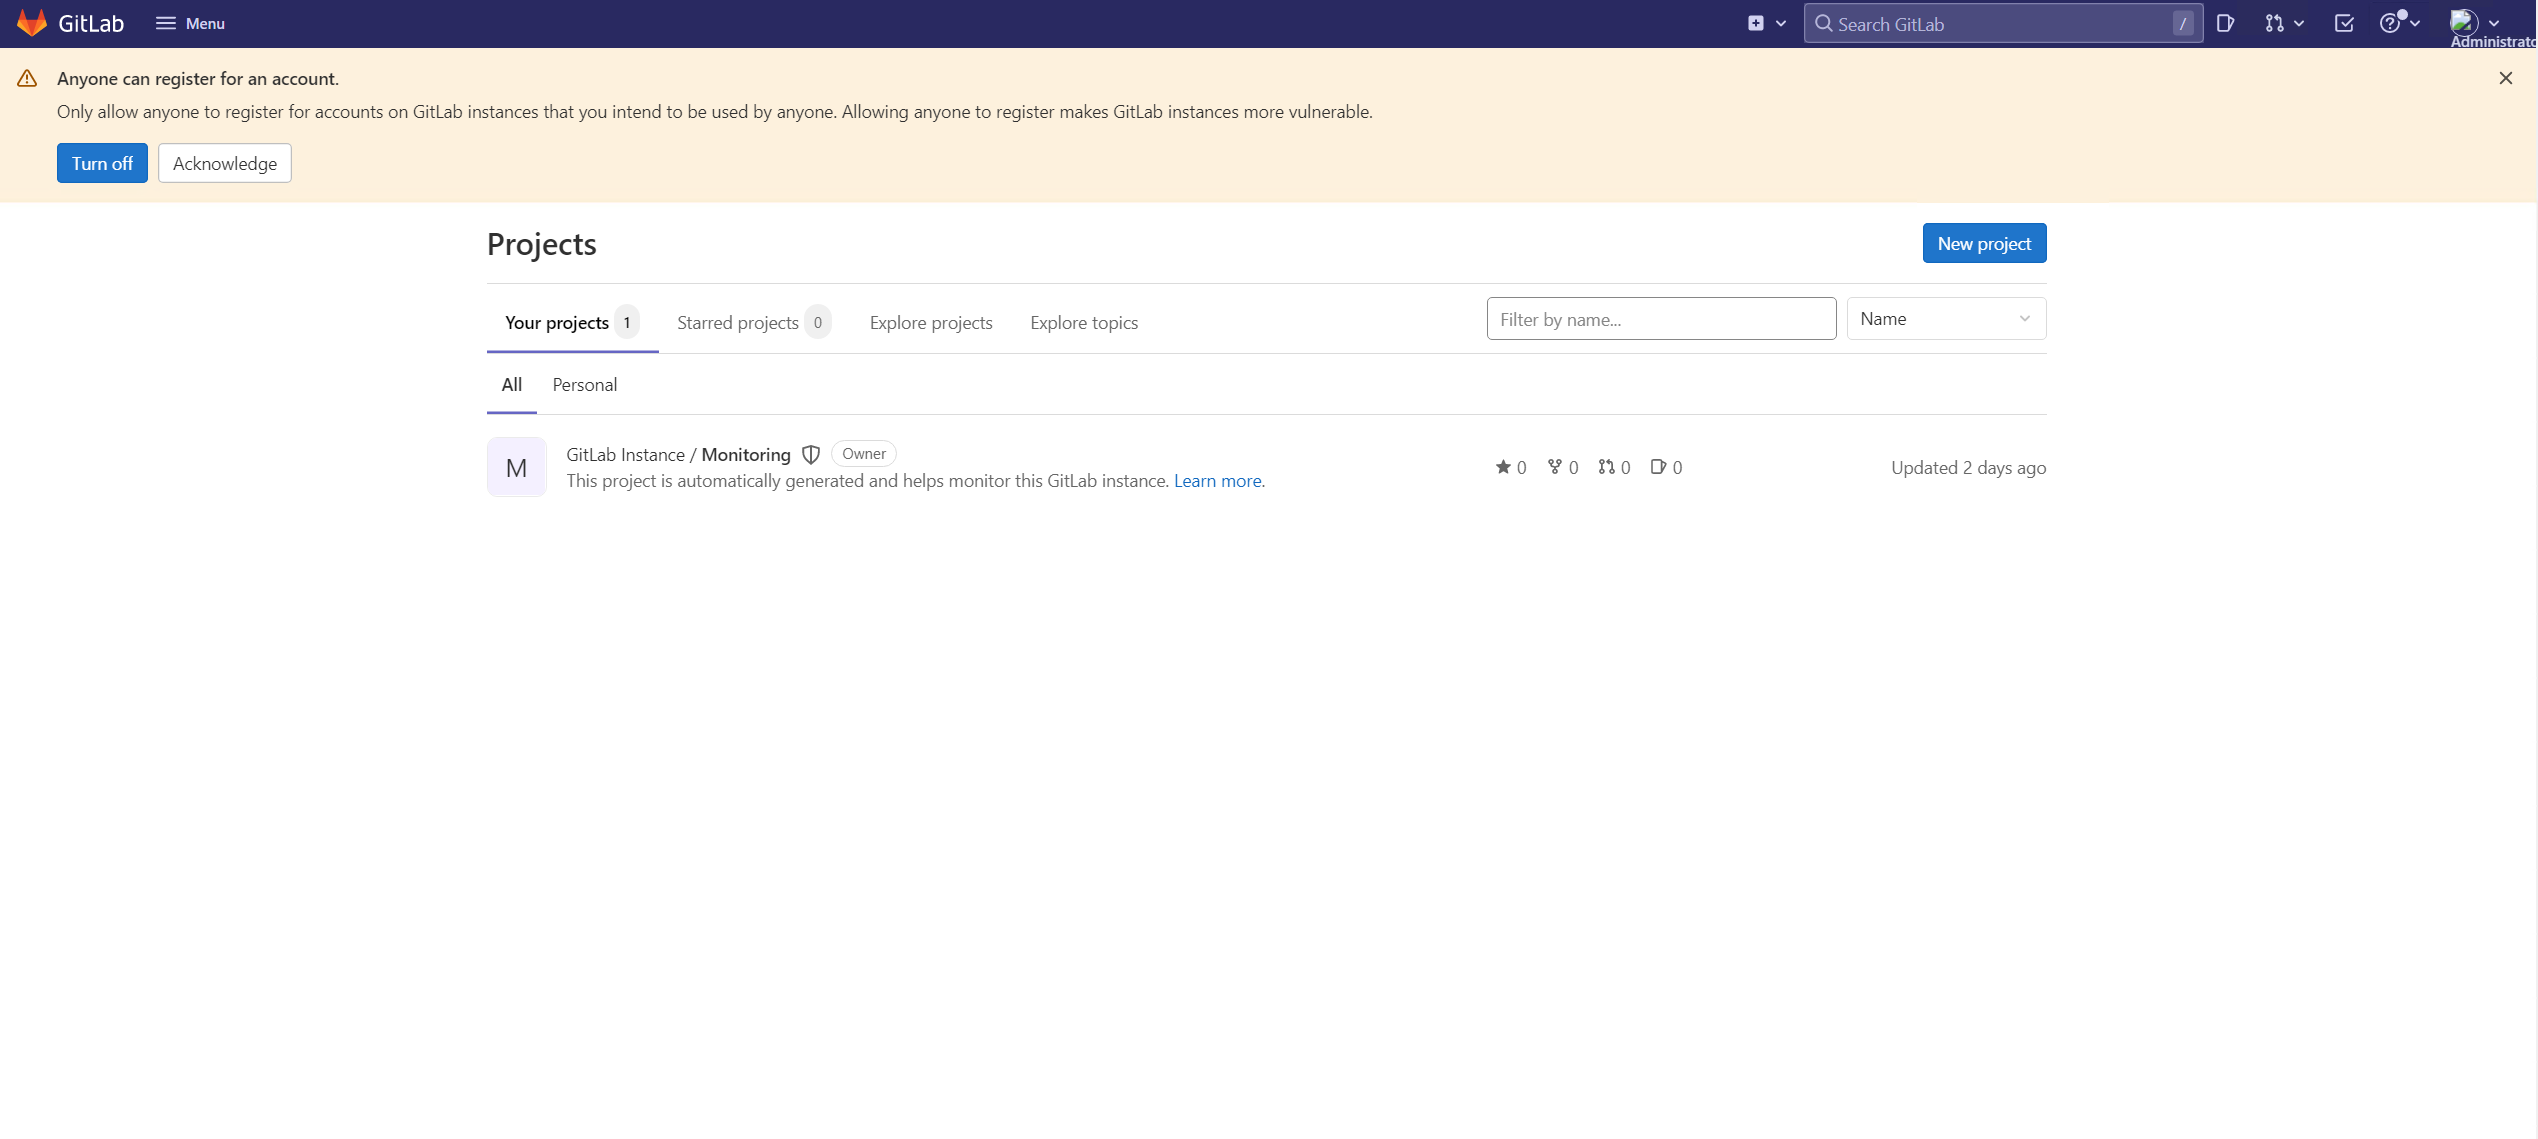 GitLab Menu Search GitLab /
Administrato
Anyone can register for an account.
Only allow anyone to register for accounts on GitLab instances that you intend to be used by anyone. Allowing anyone to register makes GitLab instances more vulnerable.
Turn off Acknowledge
Projects New project
Your projects 1 Starred projects 0 Explore projects Explore topics Filter by name... Name
All Personal
M
GitLab Instance / Monitoring Owner
This project is automatically generated and helps monitor this GitLab instance. Learn more.
0 0 0 0 Updated 2 days ago